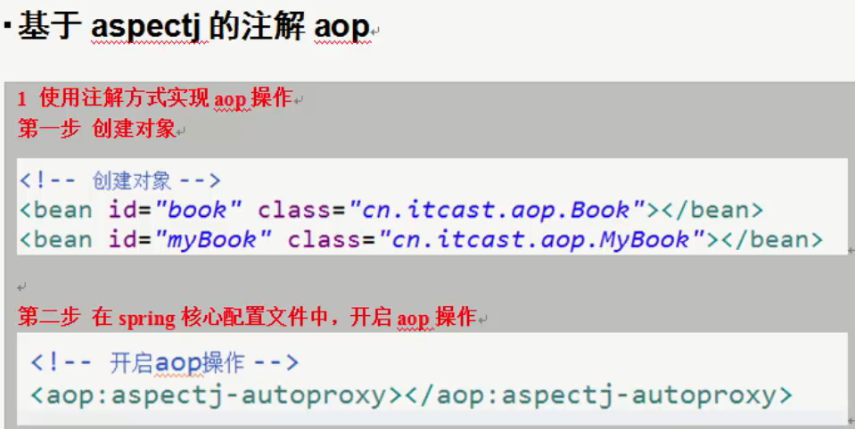 ▪基于 aspectj 的注解 aop
1 使用注解方式实现 aop 操作
第一步 创建对象
<!-- 创建对象 -->
<bean id="book" class="cn.itcast.aop.Book"></bean>
<bean id="myBook" class="cn.itcast.aop.MyBook"></bean>
第二步 在 spring 核心配置文件中，开启 aop 操作
<!-- 开启aop操作 -->
<aop:aspectj-autoproxy></aop:aspectj-autoproxy>